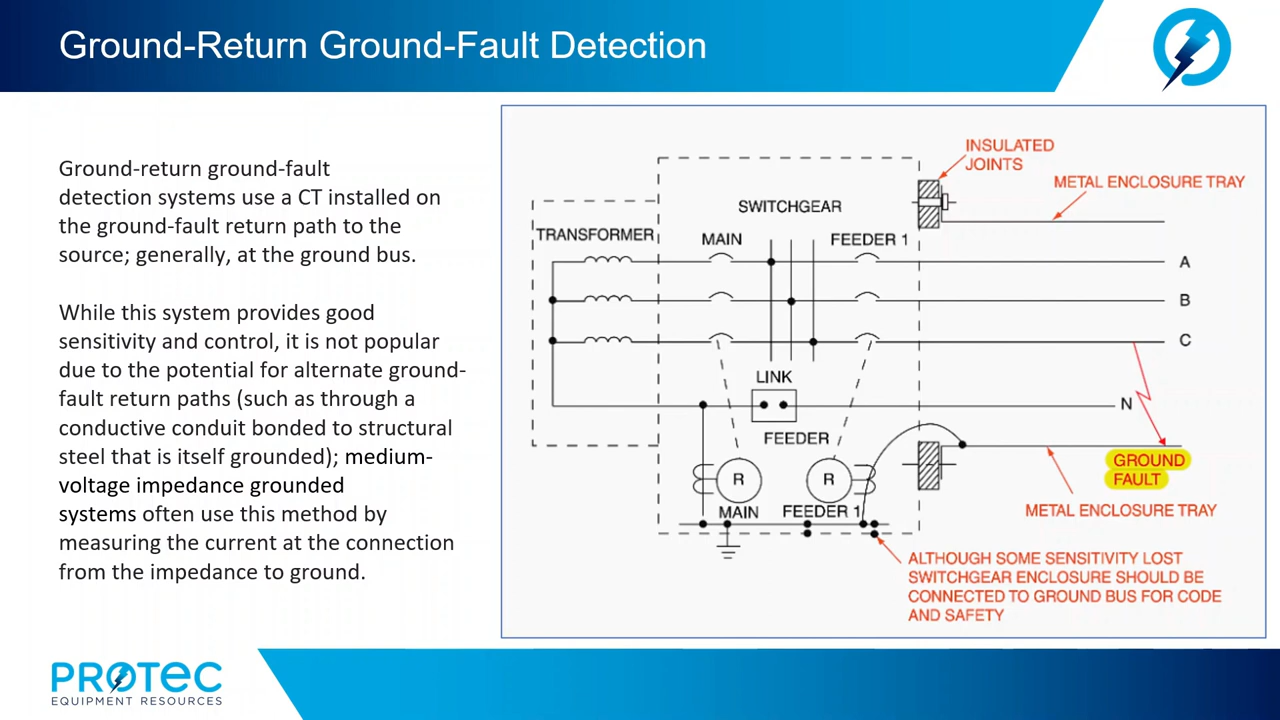 Ground-Return Ground-Fault Detection
Ground-return ground-fault
detection systems use a CT installed on
the ground-fault return path to the
source; generally, at the ground bus.
While this system provides good
sensitivity and control, it is not popular
due to the potential for alternate ground-
fault return paths (such as through a
conductive conduit bonded to structural
steel that is itself grounded); medium-
voltage impedance grounded
systems often use this method by
measuring the current at the connection
from the impedance to ground.
INSULATED
JOINTS
METAL ENCLOSURE TRAY
SWITCHGEAR
TRANSFORMER
MAIN
FEEDER 1
A
B
C
LINK
N
FEEDER
GROUND
FAULT
R
R
MAIN
FEEDER 1
METAL ENCLOSURE TRAY
ALTHOUGH SOME SENSITIVITY LOST
SWITCHGEAR ENCLOSURE SHOULD BE
CONNECTED TO GROUND BUS FOR CODE
AND SAFETY
PROTEC
EQUIPMENT RESOURCES